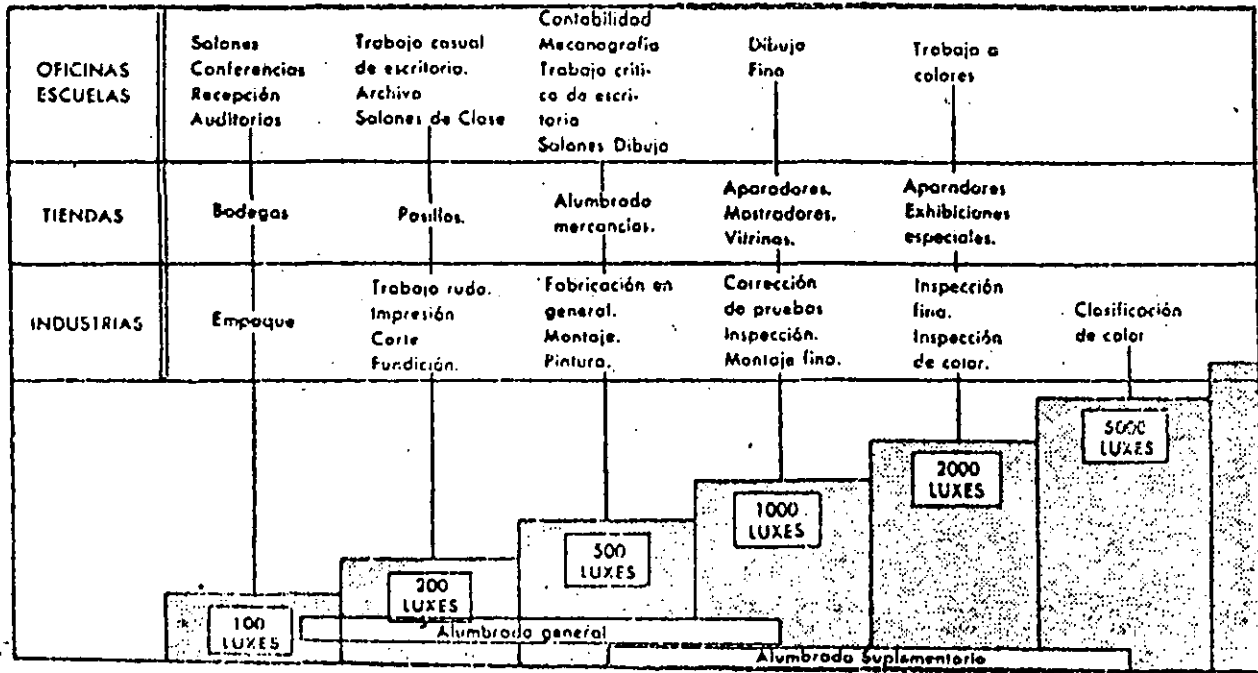 OFICINAS
ESCUELAS
Salones
Conferencias
Recepción
Auditorios
Trabajo casual
de escritorio.
Archivo
Salones de Clase
Contabilidad
Mecanografía
Trabajo críti-
co de escri-
torio
Salones Dibujo
Dibujo
Fino
Trabajo a
colores
TIENDAS
Bodegas
Pasillos.
Alumbrado
mercancías.
Aparadores.
Mostradores.
Vitrinas.
Aparadores
Exhibiciones
especiales.
INDUSTRIAS
Empaque
Trabajo rudo.
Impresión
Corte
Fundición.
Fabricación en
general.
Montaje.
Pintura.
Corrección
de pruebas
Inspección.
Montaje fino.
Inspección
fina.
Inspección
de color.
Clasificación
de color
100
LUXES
200
LUXES
500
LUXES
1000
LUXES
2000
LUXES
5000
LUXES
Alumbrado general
Alumbrado Suplementario